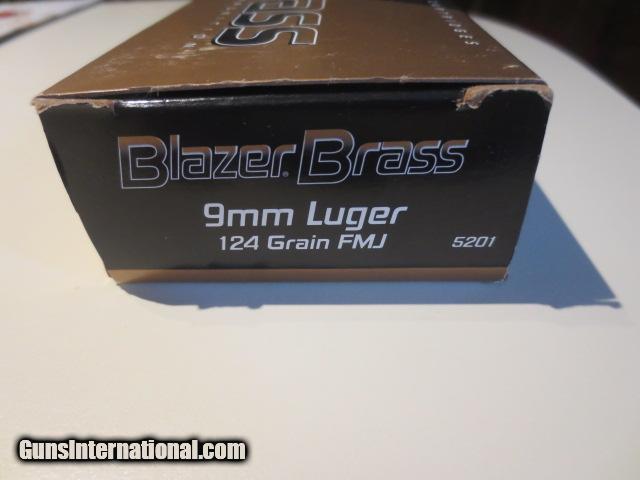 Blazer® Brass
9mm Luger
124 Grain FMJ
5201
GunsInternational.com